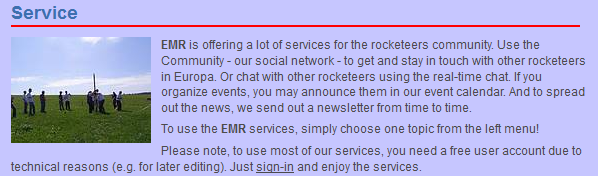 Service
EMR is offering a lot of services for the rocketeers community. Use the
Community - our social network - to get and stay in touch with other rocketeers
in Europa. Or chat with other rocketeers using the real-time chat. If you
organize events, you may announce them in our event calendar. And to spread
out the news, we send out a newsletter from time to time.
To use the EMR services, simply choose one topic from the left menu!
Please note, to use most of our services, you need a free user account due to
technical reasons (e.g. for later editing). Just sign-in and enjoy the services.